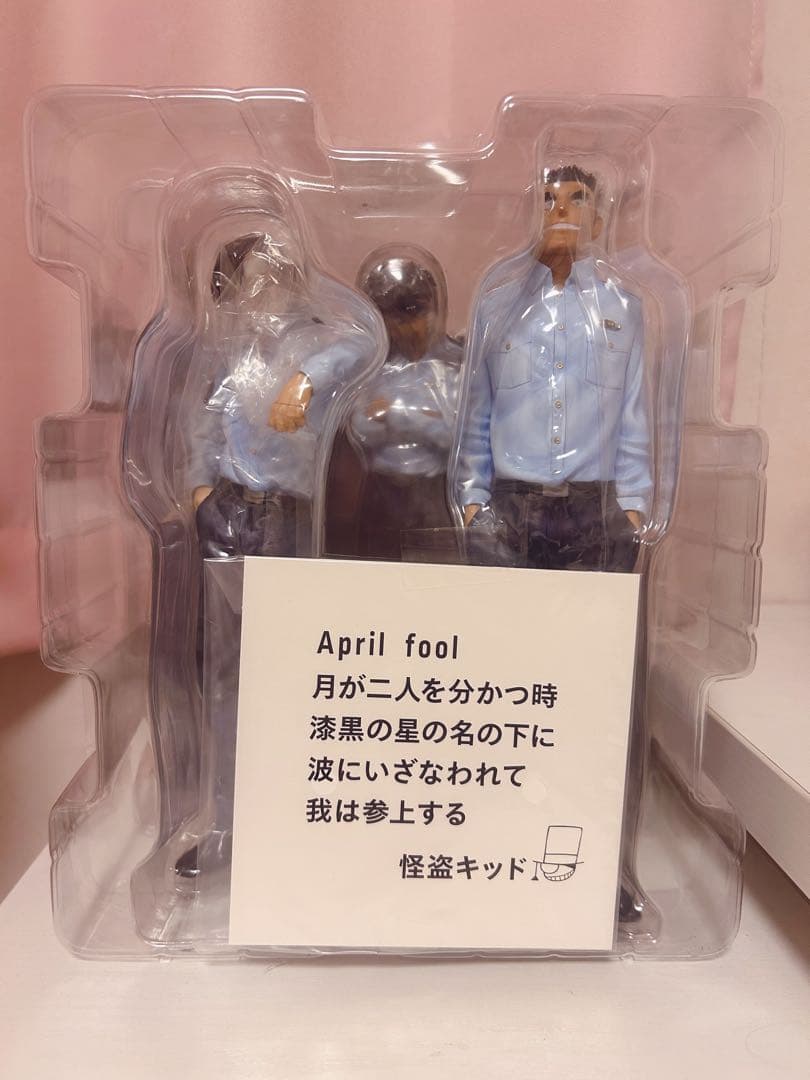 April fool
月が二人を分かつ時
漆黒の星の名の下に
波にいざなわれて
我は参上する
怪盗キッド